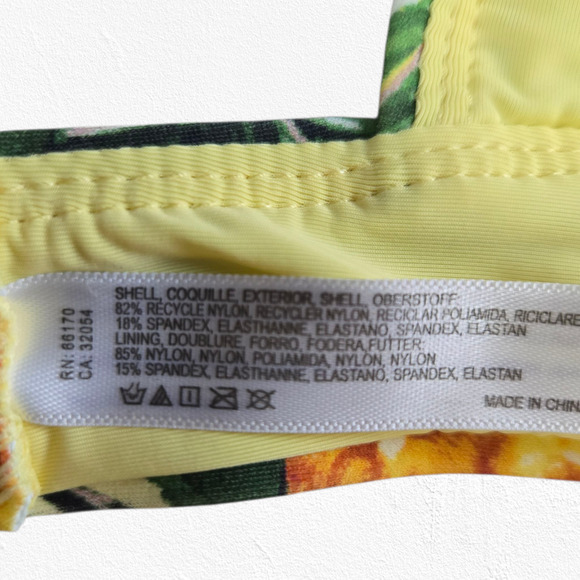 RN: 66170
CA: 32054
SHELL, COQUILLE, EXTERIOR, SHELL, OBERSTOFF:
82% RECYCLE NYLON, RECYCLER NYLON, RECICLAR POLIAMIDA, RICICLARE
18% SPANDEX, ELASTHANNE, ELASTANO, SPANDEX, ELASTAN
LINING, DOUBLURE, FORRO, FODERA,FUTTER:
85% NYLON, NYLON, POLIAMIDA, NYLON, NYLON
15% SPANDEX, ELASTHANNE, ELASTANO, SPANDEX, ELASTAN
MADE IN CHINA